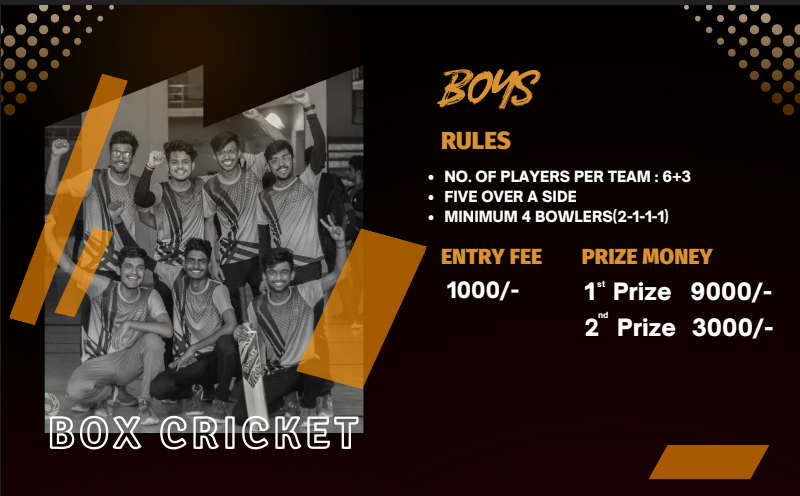 BOYS
RULES
• NO. OF PLAYERS PER TEAM : 6+3
• FIVE OVER A SIDE
• MINIMUM 4 BOWLERS(2-1-1-1)
ENTRY FEE
1000/-
PRIZE MONEY
1st Prize 9000/-
2nd Prize 3000/-
BOX CRICKET